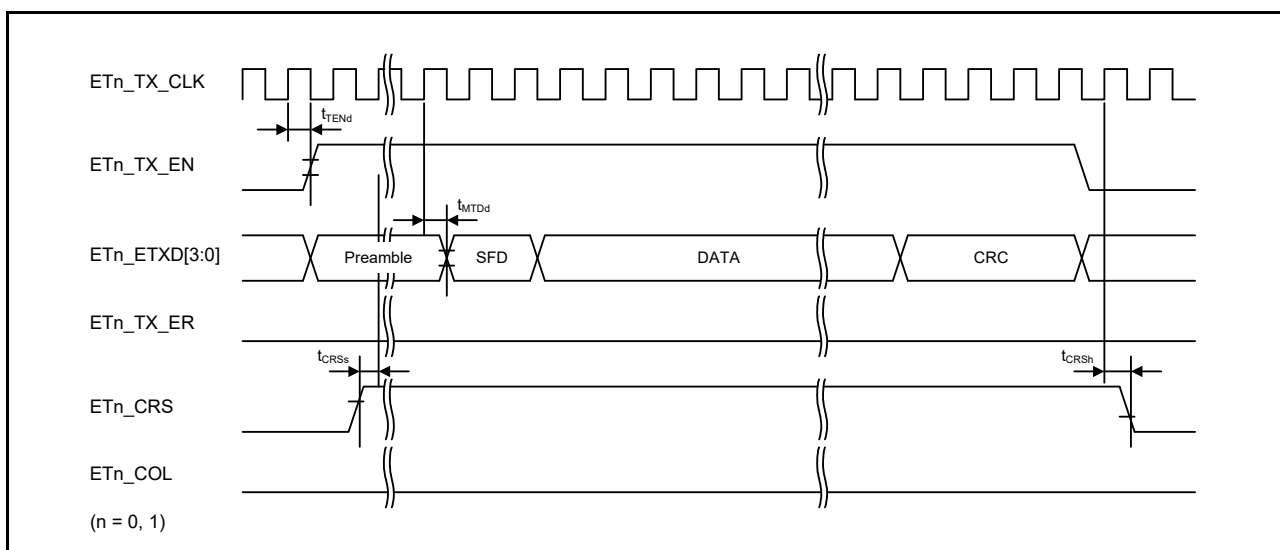 ETn_TX_CLK
tTENd
ETn_TX_EN
tMTDd
ETn_ETXD[3:0]
Preamble SFD DATA CRC
ETn_TX_ER
tCRSs tCRSh
ETn_CRS
ETn_COL
(n = 0, 1)